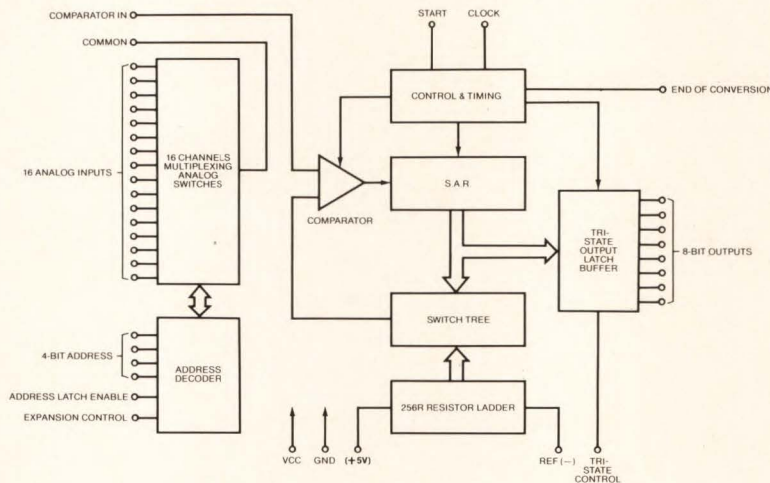 START
CLOCK
COMPARATOR IN
COMMON
CONTROL & TIMING
END OF CONVERSION
16 ANALOG INPUTS
16 CHANNELS
MULTIPLEXING
ANALOG
SWITCHES
COMPARATOR
S A R
TRI-
STATE
OUTPUT
LATCH
BUFFER
8-BIT OUTPUTS
SWITCH TREE
4-BIT ADDRESS
ADDRESS
DECODER
ADDRESS LATCH ENABLE
EXPANSION CONTROL
256R RESISTOR LADDER
VCC
GND
(+5V)
REF (—)
TRI-
STATE
CONTROL